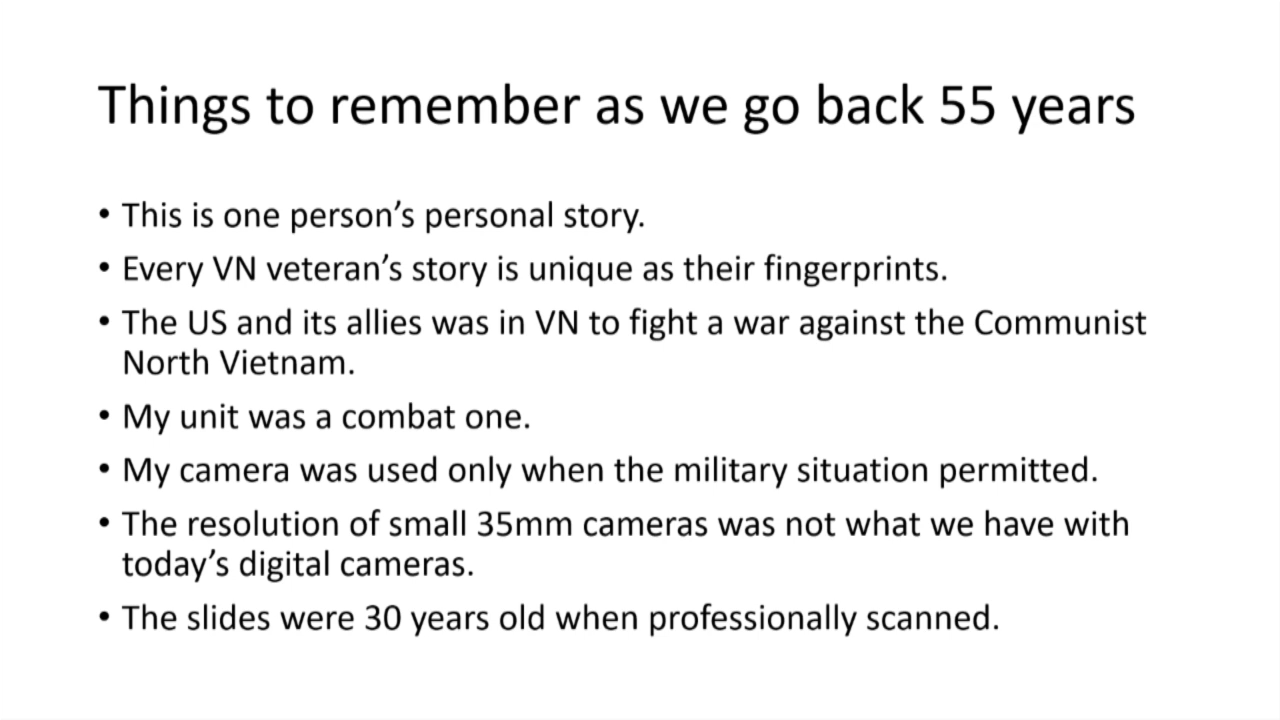 Things to remember as we go back 55 years
• This is one person’s personal story.
• Every VN veteran’s story is unique as their fingerprints.
• The US and its allies was in VN to fight a war against the Communist
North Vietnam.
• My unit was a combat one.
• My camera was used only when the military situation permitted.
• The resolution of small 35mm cameras was not what we have with
today’s digital cameras.
• The slides were 30 years old when professionally scanned.